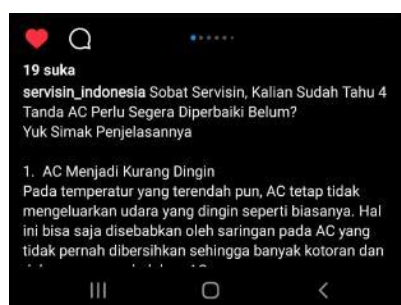 19 suka
servisin_indonesia Sobat Servisin, Kalian Sudah Tahu 4
Tanda AC Perlu Segera Diperbaiki Belum?
Yuk Simak Penjelasannya
1. AC Menjadi Kurang Dingin
Pada temperatur yang terendah pun, AC tetap tidak
mengeluarkan udara yang dingin seperti biasanya. Hal
ini bisa saja disebabkan oleh saringan pada AC yang
tidak pernah dibersihkan sehingga banyak kotoran dan